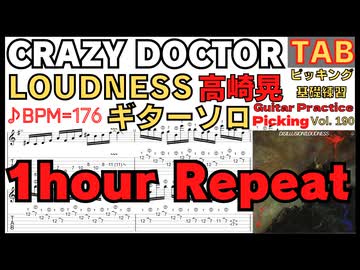 CRAZY DOCTOR TAB
LOUDNESS 高崎晃 ピッキング
基礎練習
♪BPM=176 ギターソロ Guitar Practice
Picking Vol. 190
DISILLUSION LOUDNESS
1hour Repeat